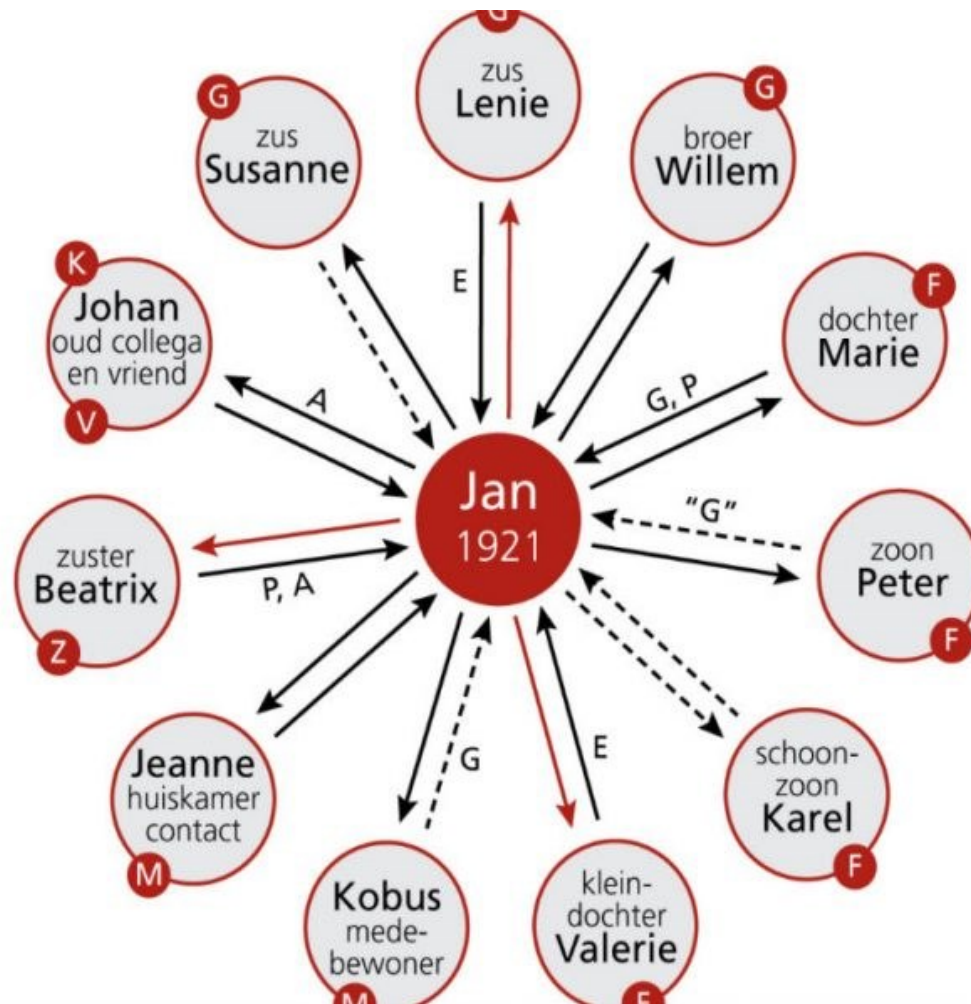 G
zus
Lenie
G
zus
Susanne
G
broer
Willem
K
Johan
oud collega
en vriend
V
F
dochter
Marie
E
A
G, P
Jan
1921
"G"
zoon
Peter
F
zuster
Beatrix
Z
P, A
Jeanne
huiskamer
contact
M
G
E
schoon-
zoon
Karel
F
Kobus
mede-
bewoner
M
klein-
dochter
Valerie
F